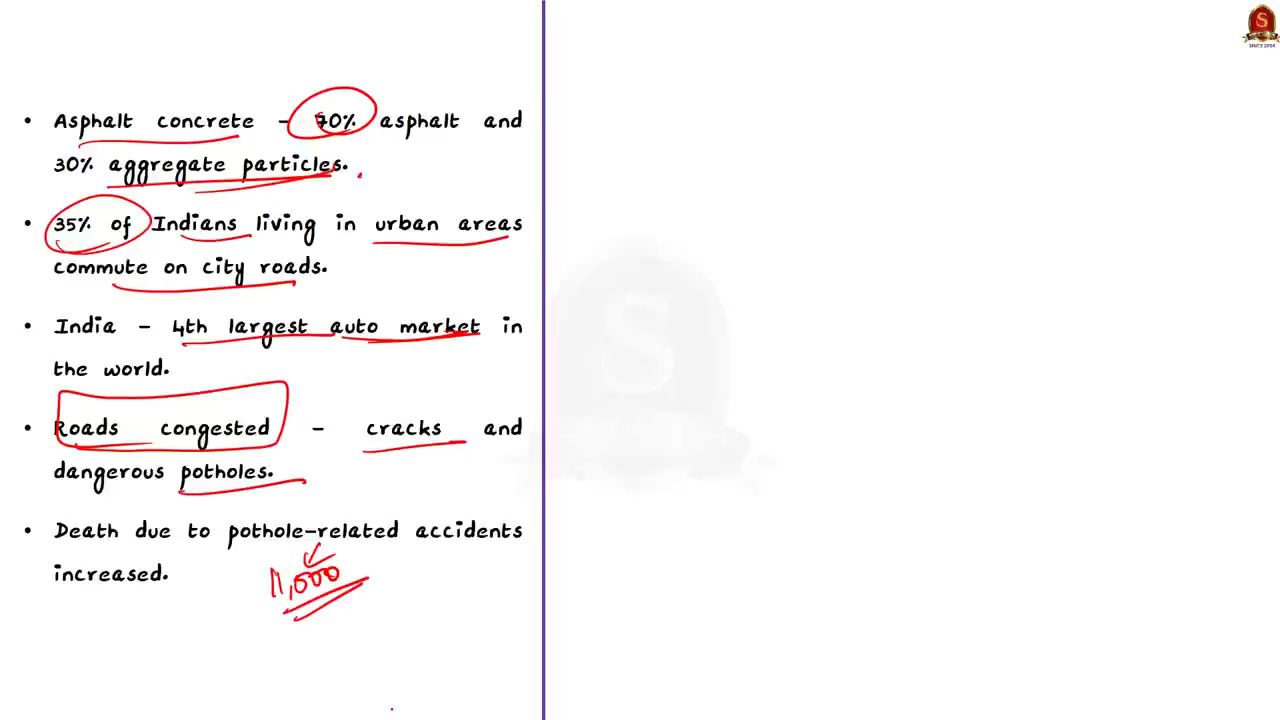 • Asphalt concrete - 70% asphalt and
30% aggregate particles.
• 35% of Indians living in urban areas
commute on city roads.
• India - 4th largest auto market in
the world.
• Roads congested - cracks and
dangerous potholes.
• Death due to pothole-related accidents
increased.
11,000
S
SINCE 2004
S